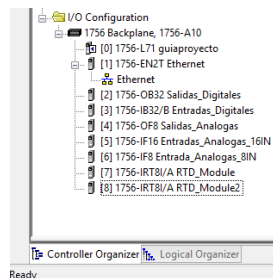 I/O Configuration
1756 Backplane, 1756-A10
[0] 1756-L71 guiaproyecto
[1] 1756-EN2T Ethernet
Ethernet
[2] 1756-OB32 Salidas_Digitales
[3] 1756-IB32/B Entradas_Digitales
[4] 1756-OF8 Salidas_Analogas
[5] 1756-IF16 Entradas_Analogas_16IN
[6] 1756-IF8 Entrada_Analogas_8IN
[7] 1756-IRT8I/A RTD_Module
[8] 1756-IRT8I/A RTD_Module2
Controller Organizer Logical Organizer
Ready